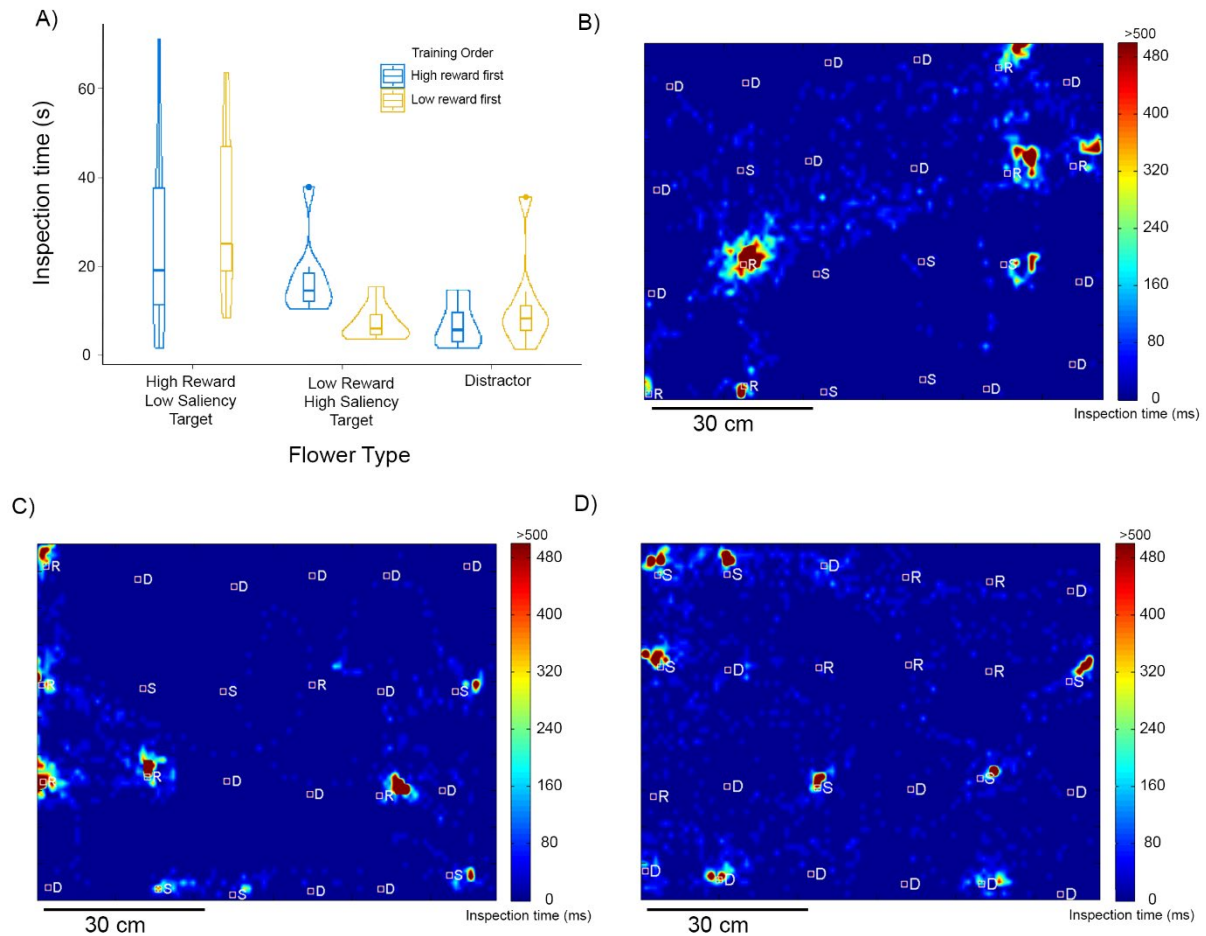 A)
Inspection time (s)
60
40
20
0
Training Order
High reward first
Low reward first
High Reward
Low Saliency
Target
Low Reward
High Saliency
Target
Distractor
Flower Type
B)
D D D D R D
S D D R R
D
R S S S D
D
D
R R S S D
30 cm
>500
480
400
320
240
160
80
0
Inspection time (ms)
C)
R D D D D D
R S S R D S
R R D D R D
D S S D D S
30 cm
>500
480
400
320
240
160
80
0
Inspection time (ms)
D)
S S D R R D
S D R R R S
R D S D S D
D D D D D
30 cm
>500
480
400
320
240
160
80
0
Inspection time (ms)